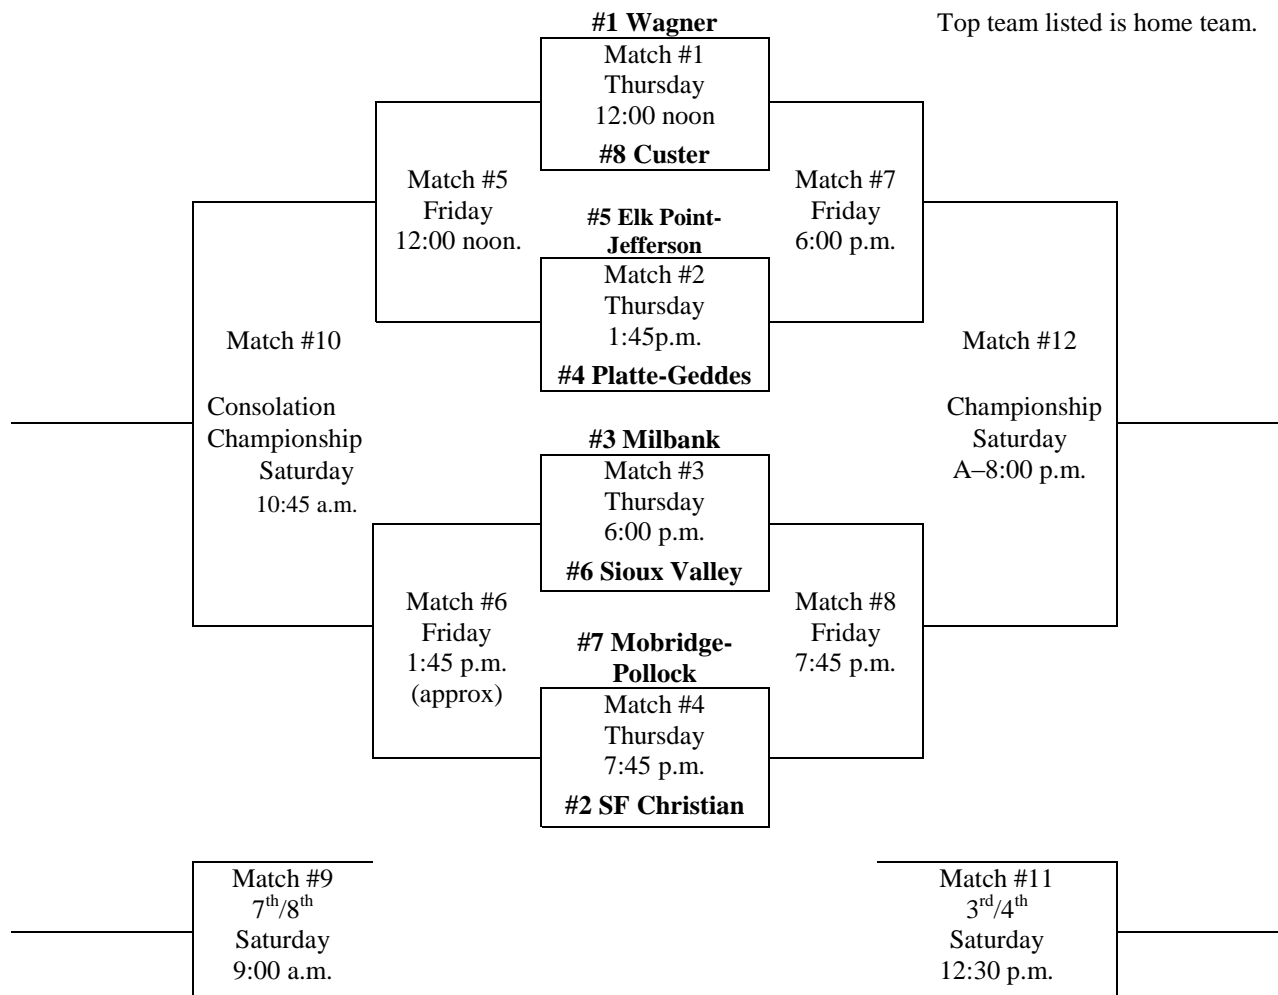 #1 Wagner
Top team listed is home team.
Match #1
Thursday
12:00 noon
#8 Custer
Match #5
Friday
12:00 noon.
Match #7
Friday
6:00 p.m.
#5 Elk Point-
Jefferson
Match #2
Thursday
1:45p.m.
#4 Platte-Geddes
Match #10
Consolation
Championship
Saturday
10:45 a.m.
Match #12
Championship
Saturday
A–8:00 p.m.
#3 Milbank
Match #3
Thursday
6:00 p.m.
#6 Sioux Valley
Match #6
Friday
1:45 p.m.
(approx)
Match #8
Friday
7:45 p.m.
#7 Mobridge-
Pollock
Match #4
Thursday
7:45 p.m.
#2 SF Christian
Match #9
7th/8th
Saturday
9:00 a.m.
Match #11
3rd/4th
Saturday
12:30 p.m.